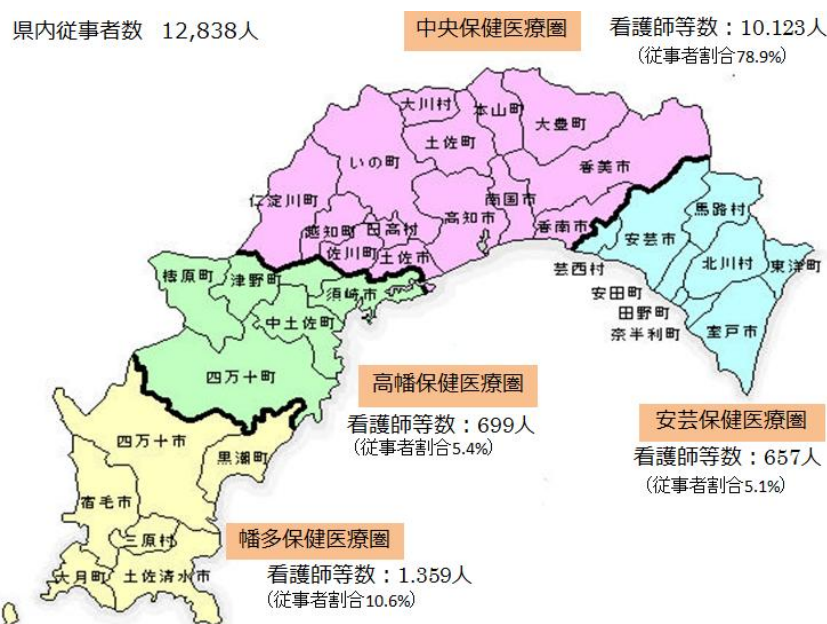 県内従事者数 12,838人
中央保健医療圏
看護師等数：10.123人
(従事者割合78.9%)
大川村
本山町
大豊町
土佐町
いの町
香美市
仁淀川町
南国市
馬路村
高知市
越知町
日高村
香南市
安芸市
佐川町
土佐市
北川村
東洋町
芸西村
梼原町
津野町
須崎市
安田町
田野町
中土佐町
奈半利町
室戸市
四万十町
高幡保健医療圏
看護師等数：699人
(従事者割合5.4%)
安芸保健医療圏
看護師等数：657人
(従事者割合5.1%)
四万十市
黒潮町
宿毛市
三原村
幡多保健医療圏
大月町
土佐清水市
看護師等数：1.359人
(従事者割合10.6%)